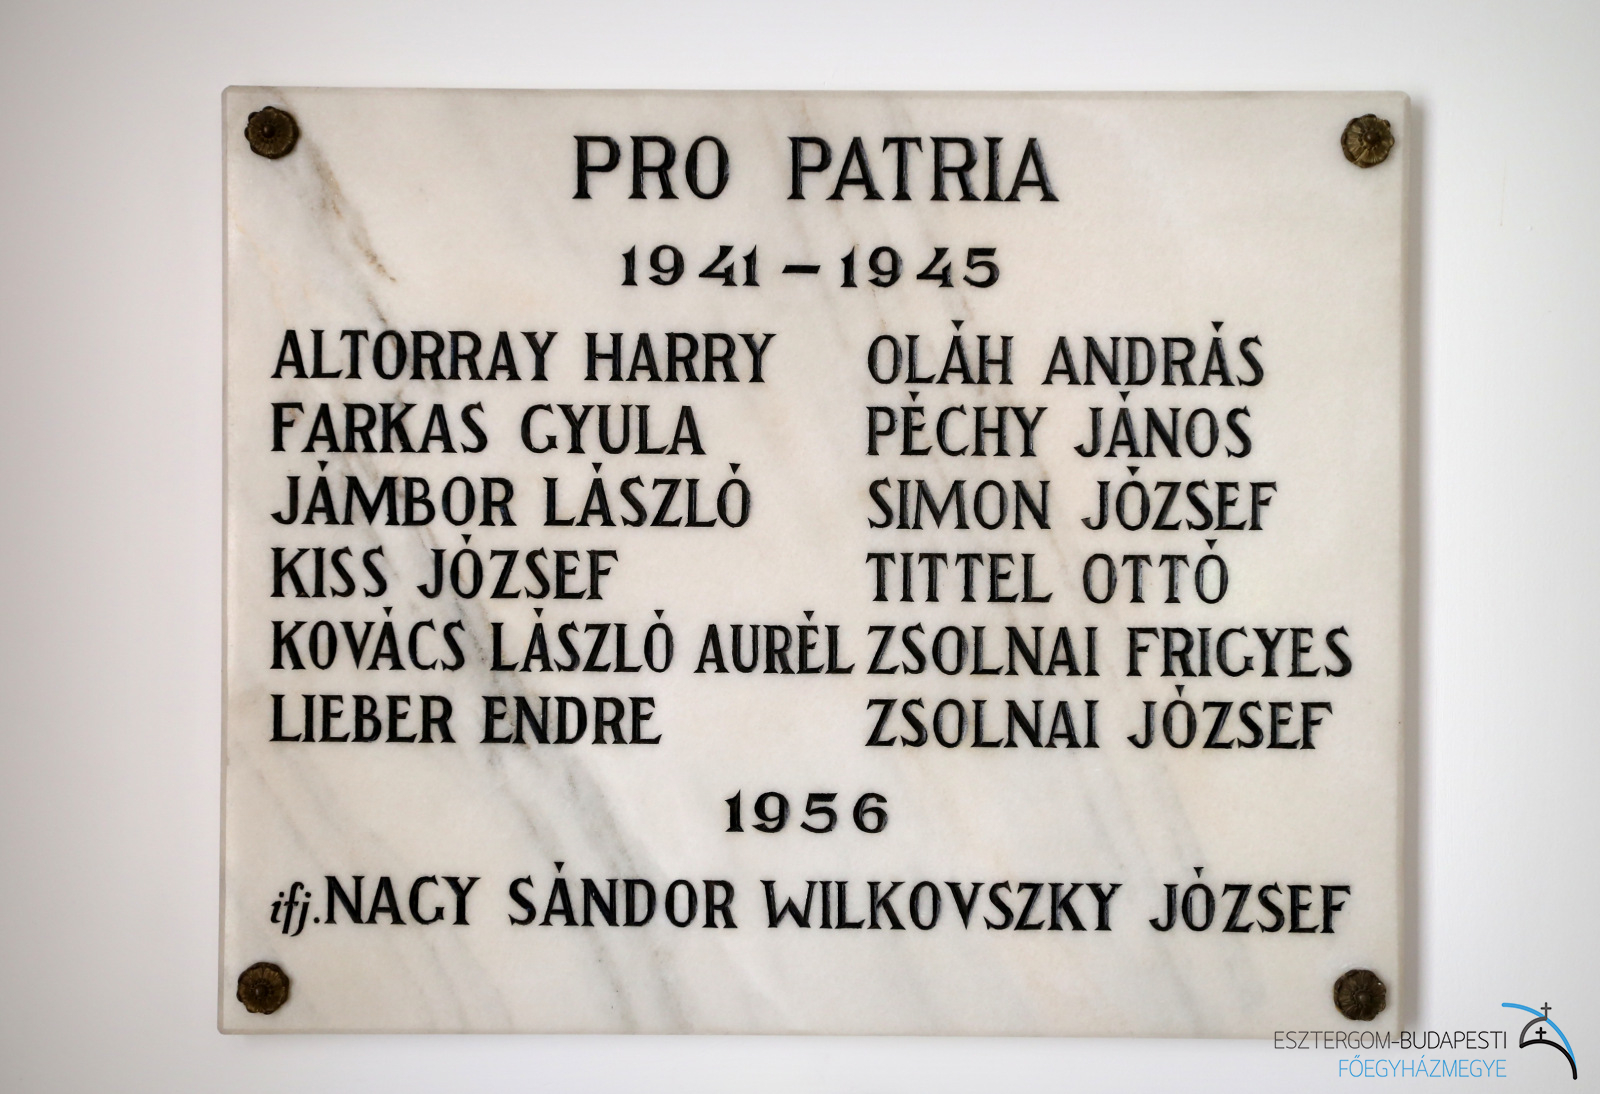 PRO PATRIA
1941 – 1945
ALTORRAY HARRY
FARKAS GYULA
JÁMBOR LÁSZLÓ
KISS JÓZSEF
KOVÁCS LÁSZLÓ AURÉL
LIEBER ENDRE
OLÁH ANDRÁS
PÉCHY JÁNOS
SIMON JÓZSEF
TITTEL OTTÓ
ZSOLNAI FRIGYES
ZSOLNAI JÓZSEF
1956
ifj. NAGY SÁNDOR WILKOVSZKY JÓZSEF
ESZTERGOM-BUDAPESTI
FŐEGYHÁZMEGYE